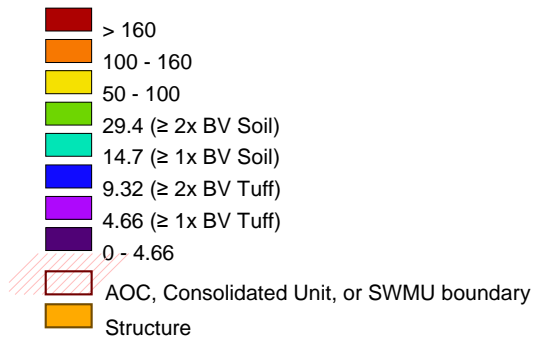 > 160
100 - 160
50 - 100
29.4 (≥ 2x BV Soil)
14.7 (≥ 1x BV Soil)
9.32 (≥ 2x BV Tuff)
4.66 (≥ 1x BV Tuff)
0 - 4.66
AOC, Consolidated Unit, or SWMU boundary
Structure